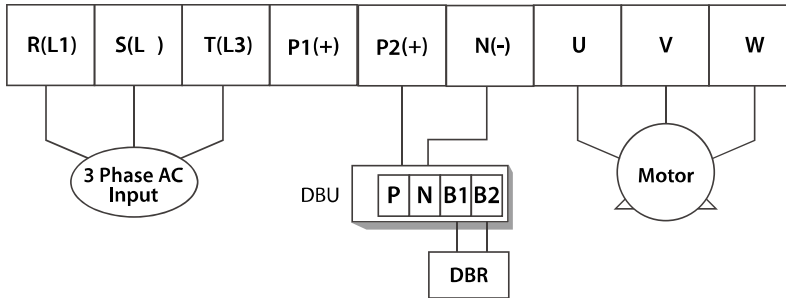 R(L1) S(L ) T(L3) P1(+) P2(+) N(-) U V W
3 Phase AC
Input
DBU
P N B1 B2
Motor
DBR